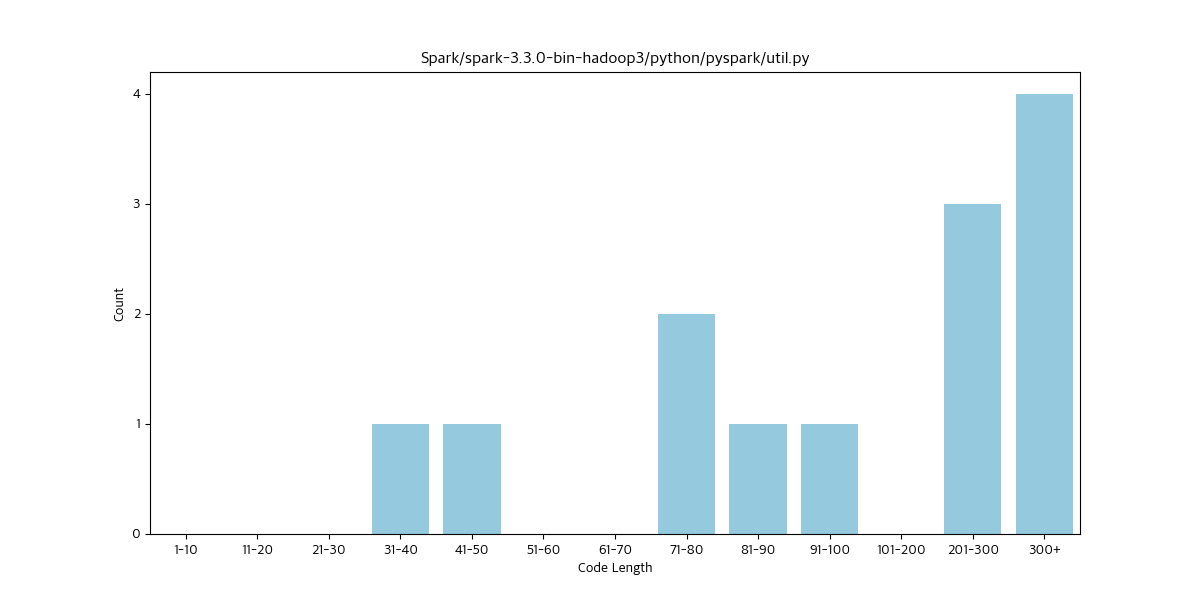 Spark/spark-3.3.0-bin-hadoop3/python/pyspark/util.py
4
3
2
1
0
Count
1-10 11-20 21-30 31-40 41-50 51-60 61-70 71-80 81-90 91-100 101-200 201-300 300+
Code Length